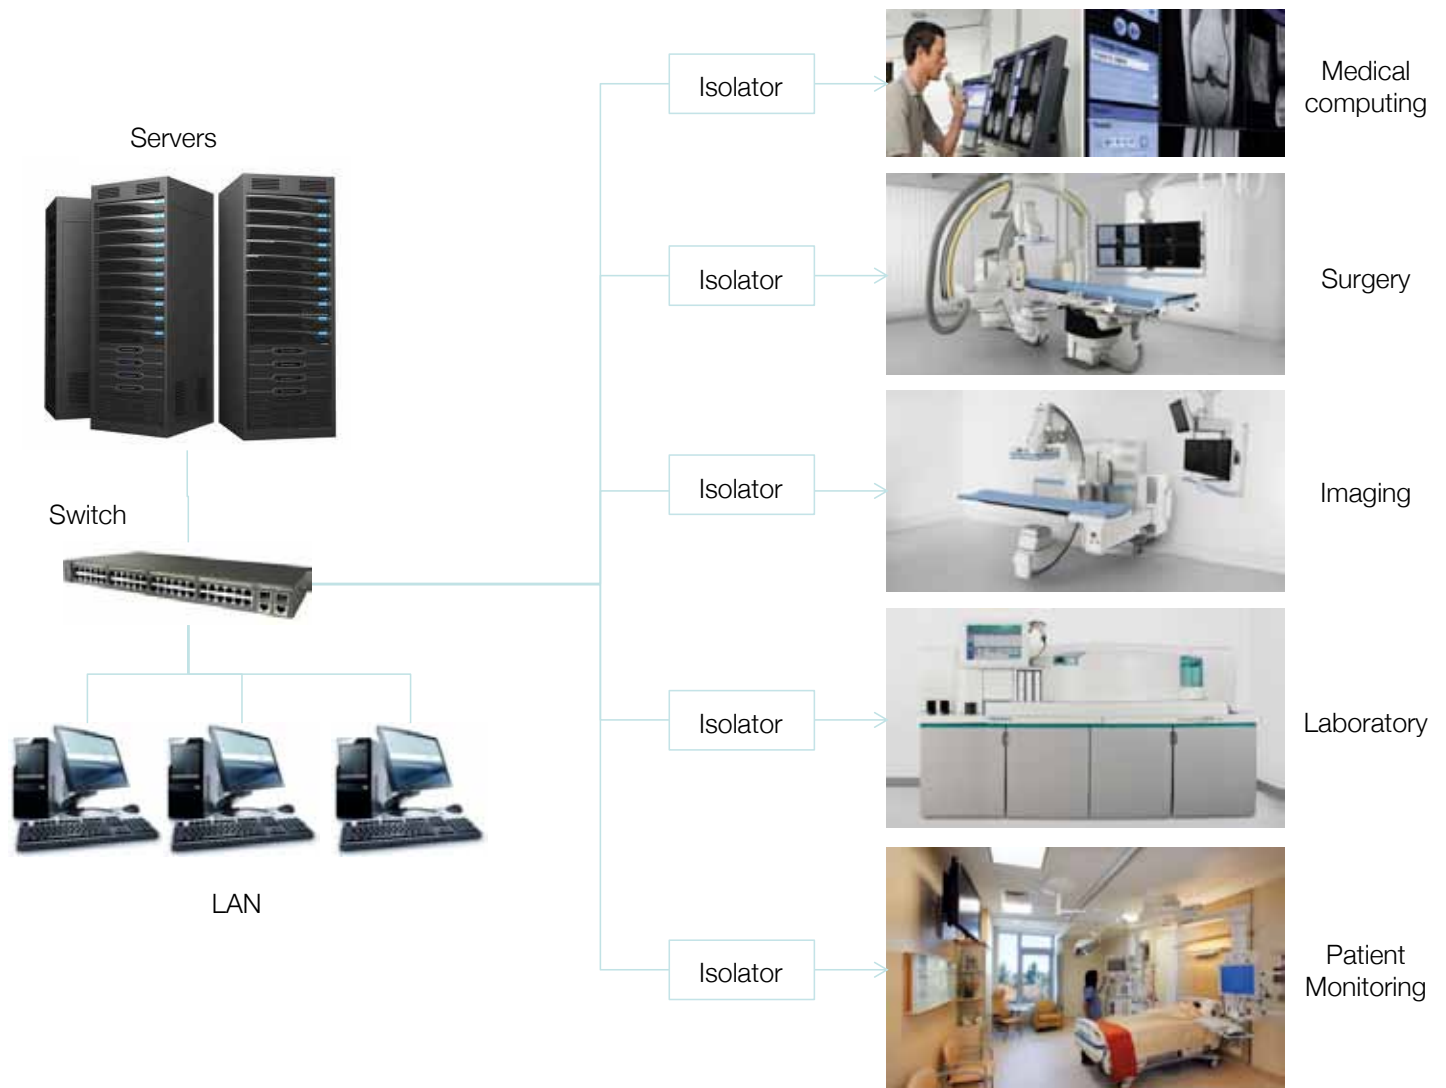 Servers
Switch
LAN
Isolator
Medical
computing
Isolator
Surgery
Isolator
Imaging
Isolator
Laboratory
Isolator
Patient
Monitoring